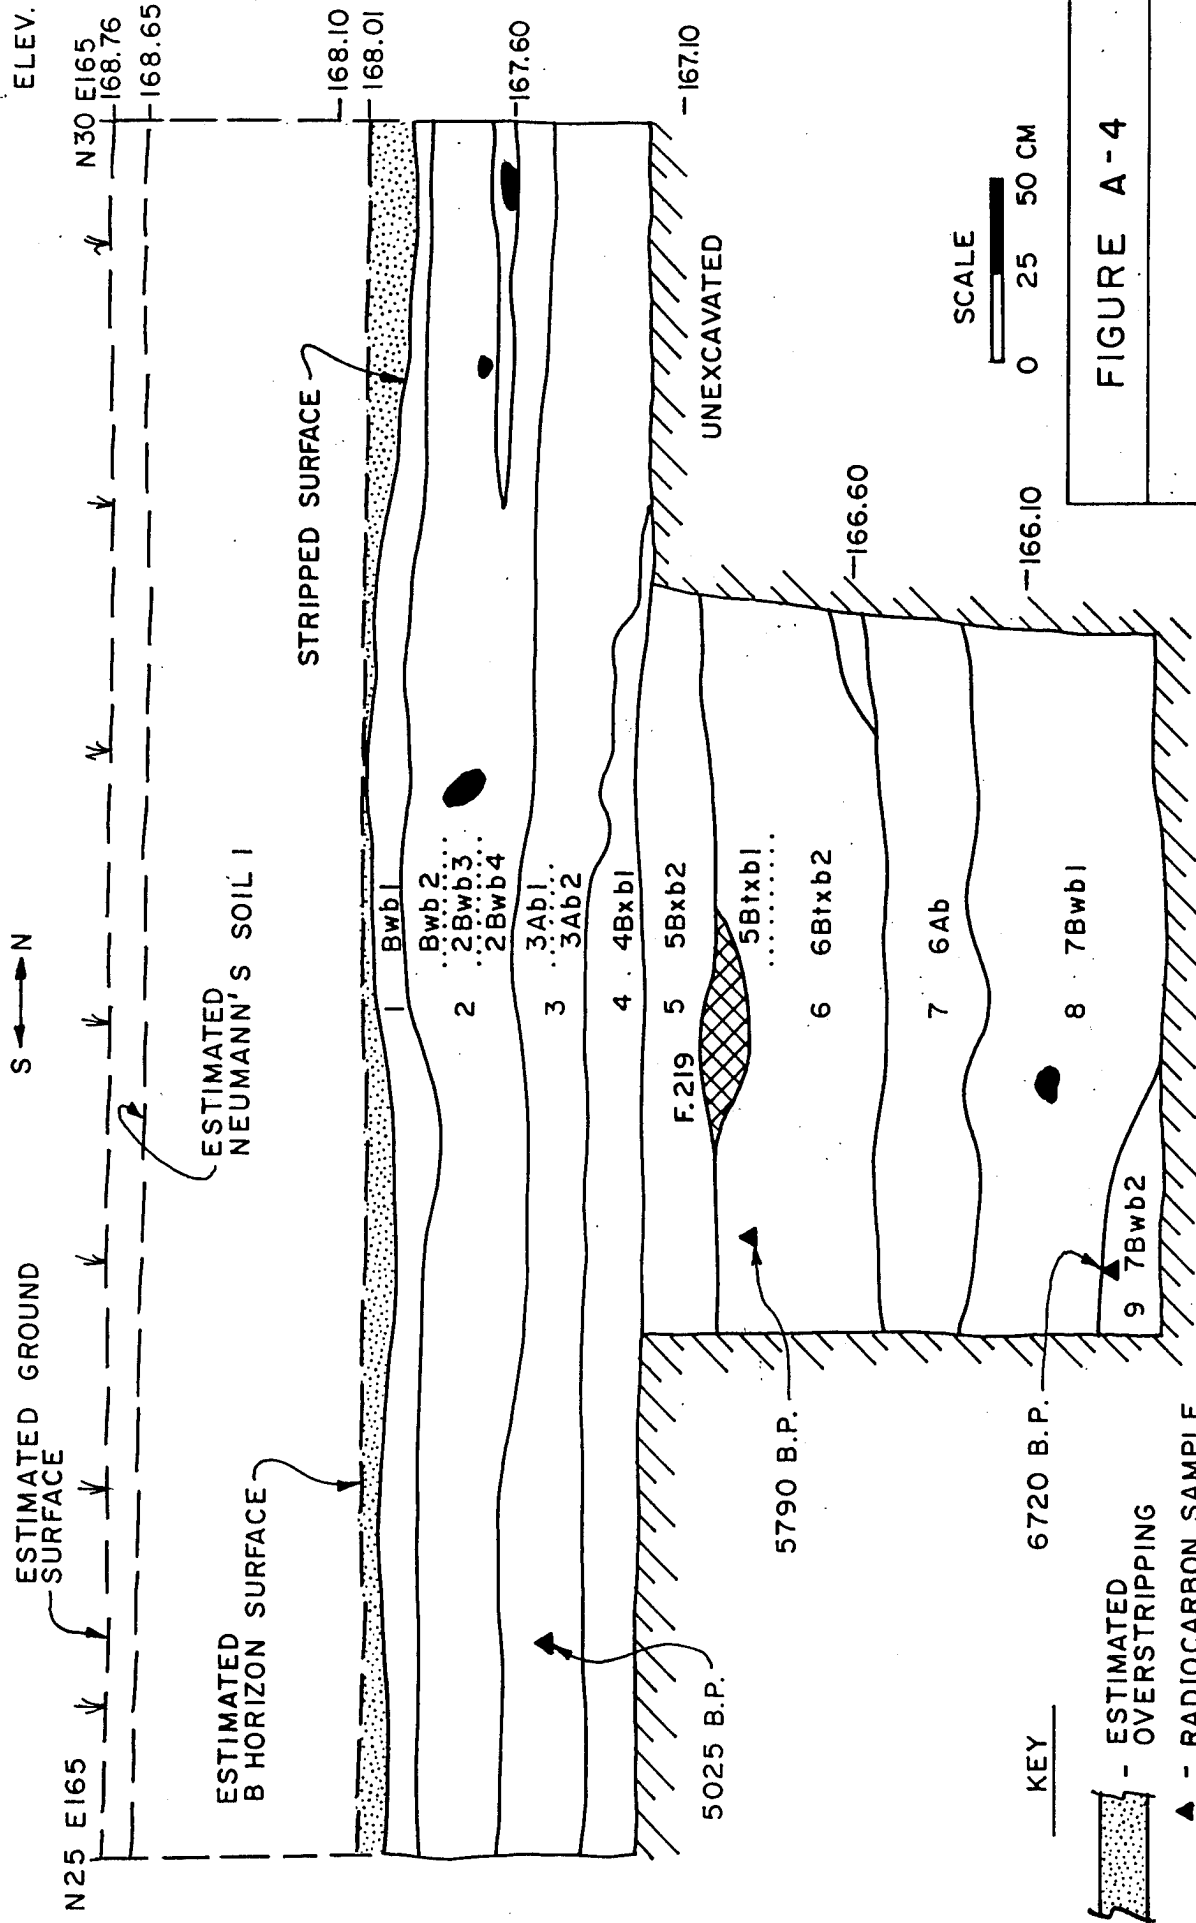 S N
ELEV.
N25 E165
N30 E165
ESTIMATED GROUND
SURFACE
168.76
168.65
ESTIMATED
NEUMANN'S SOIL I
168.10
168.01
ESTIMATED
B HORIZON SURFACE
STRIPPED SURFACE
1 Bwb1
Bwb2
2 2Bwb3
2Bwb4
167.60
3Ab1
3
3Ab2
4 4Bxb1
167.10
UNEXCAVATED
5025 B.P.
5 5Bxb2
F.219
5Btxb1
5790 B.P.
6 6Btxb2
166.60
7 6Ab
8 7Bwb1
166.10
6720 B.P.
9 7Bwb2
SCALE
0 25 50 CM
KEY
- ESTIMATED
OVERSTRIPPING
- RADIOCARBON SAMPLE
FIGURE A-4